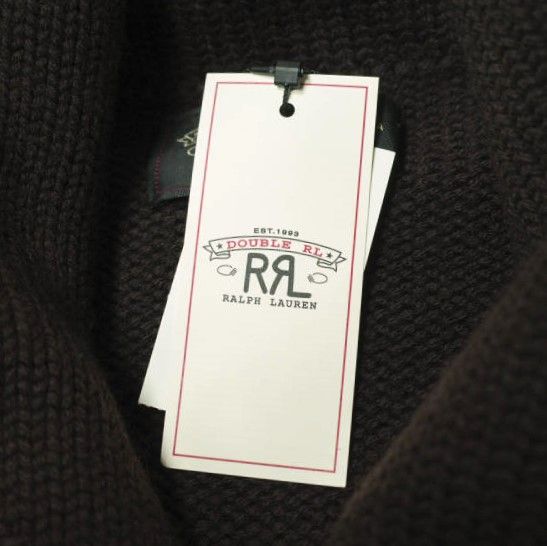 EST.1993
★ DOUBLE RL ★
RRL
RALPH LAUREN